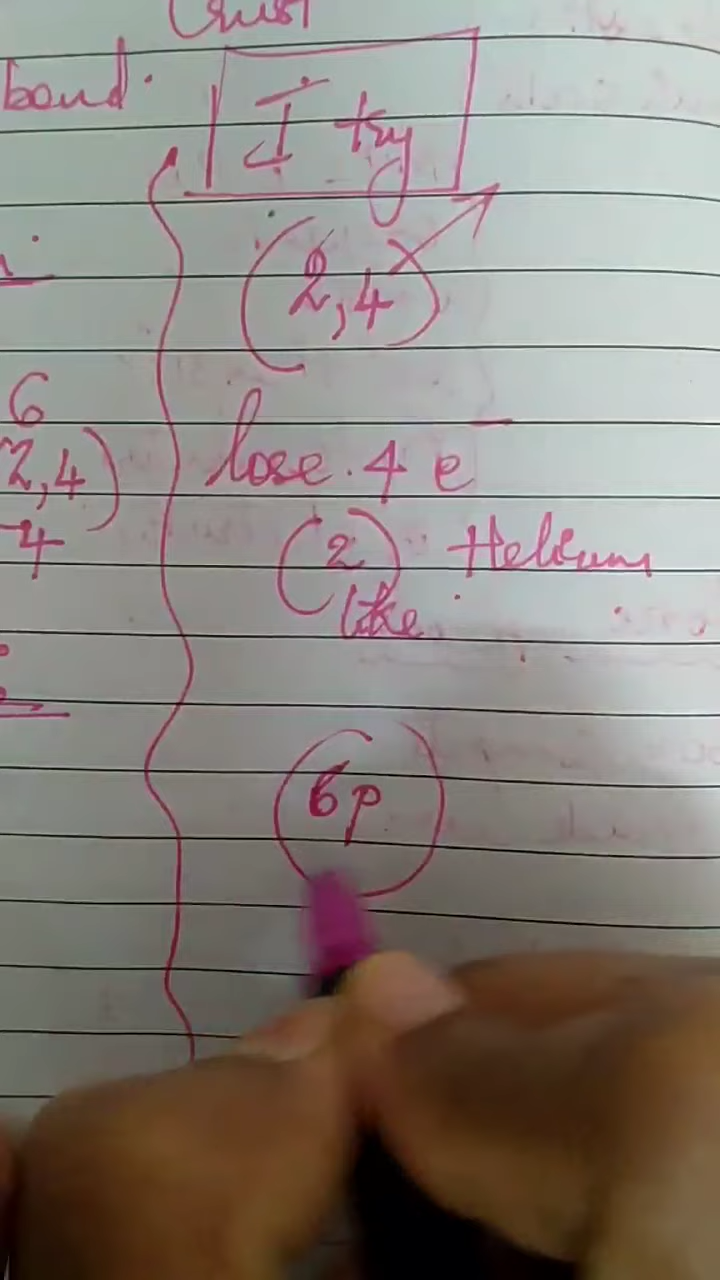 bond.
I try
(2,4)
6
2,4)
4
lose. 4 e⁻
(2) Helium
like
6p